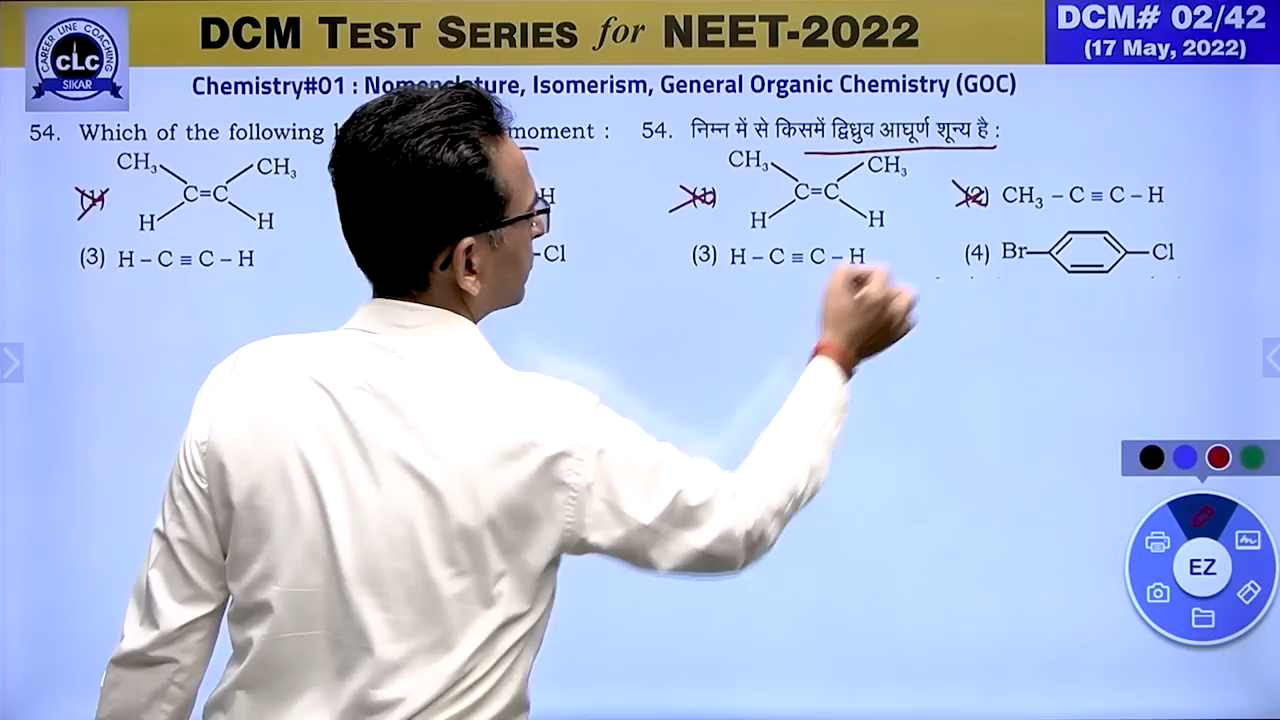 DCM TEST SERIES for NEET-2022
DCM# 02/42
(17 May, 2022)
CAREER LINE COACHING
CLC
SIKAR
Chemistry#01 : Nomenclature, Isomerism, General Organic Chemistry (GOC)
54. Which of the following moment :
CH₃ CH₃
(1) C=C
H H
H
(3) H – C ≡ C – H
–Cl
54. निम्न में से किसमें द्विध्रुव आघूर्ण शून्य है :
CH₃ CH₃
(1) C=C
H H
(2) CH₃ – C ≡ C – H
(3) H – C ≡ C – H
(4) Br Cl
EZ